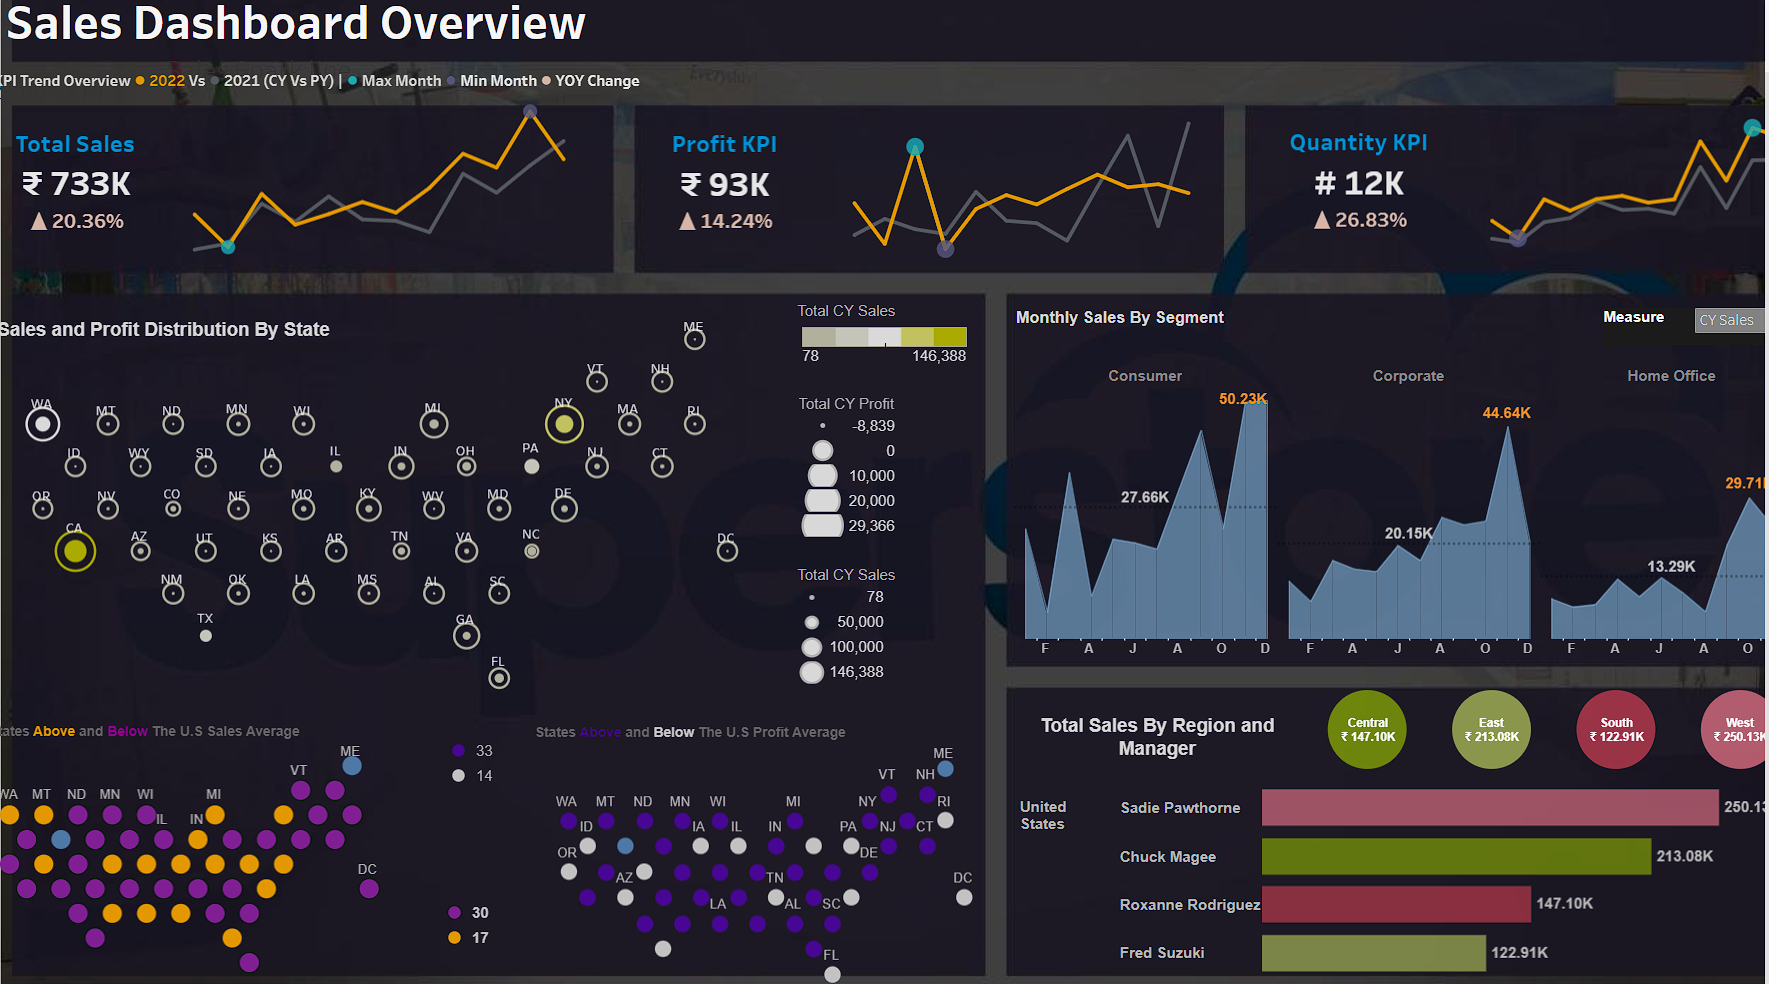 Sales Dashboard Overview
KPI Trend Overview 2022 Vs 2021 (CY Vs PY) | Max Month Min Month YOY Change
Total Sales
₹ 733K
▲ 20.36%
Profit KPI
₹ 93K
▲ 14.24%
Quantity KPI
# 12K
▲ 26.83%
Sales and Profit Distribution By State
ME
VT NH
WA MT ND MN WI MI NY MA RI
ID WY SD IA IL IN OH PA NJ CT
OR NV CO NE MO KY WV MD DE
CA AZ UT KS AR TN VA NC DC
NM OK LA MS AL SC
TX GA
FL
Total CY Sales
78 146,388
Total CY Profit
-8,839
0
10,000
20,000
29,366
Total CY Sales
78
50,000
100,000
146,388
Monthly Sales By Segment
Measure CY Sales
Consumer Corporate Home Office
50.23K
27.66K
44.64K
20.15K
29.71K
13.29K
F A J A O D F A J A O D F A J A O
States Above and Below The U.S Sales Average
ME
VT
WA MT ND MN WI MI
IL IN
DC
33
14
30
17
States Above and Below The U.S Profit Average
ME
VT NH
WA MT ND MN WI MI NY RI
ID IA IL IN PA NJ CT
OR DE
AZ TN DC
LA AL SC
FL
Total Sales By Region and
Manager
Central
₹ 147.10K
East
₹ 213.08K
South
₹ 122.91K
West
₹ 250.13K
United
States
Sadie Pawthorne 250.13
Chuck Magee 213.08K
Roxanne Rodriguez 147.10K
Fred Suzuki 122.91K